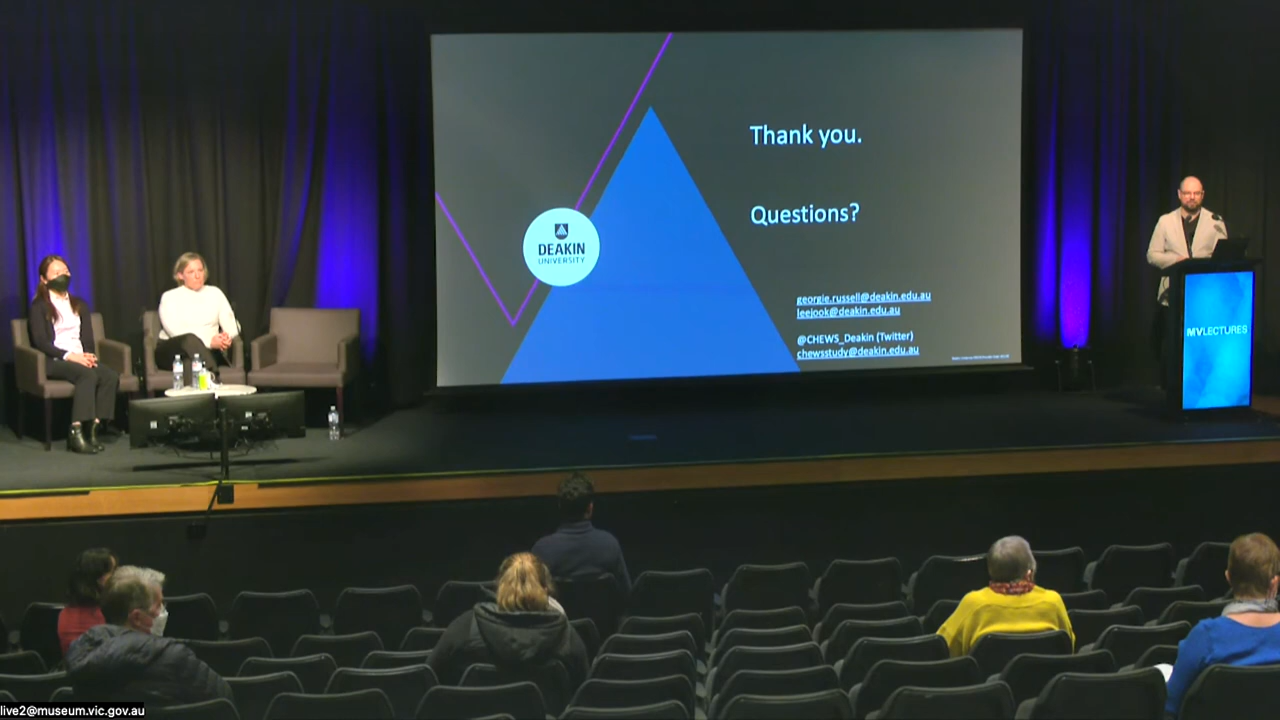 Thank you.
Questions?
DEAKIN
UNIVERSITY
georgie.russell@deakin.edu.au
leejook@deakin.edu.au
@CHEWS_Deakin (Twitter)
chewsstudy@deakin.edu.au
MVLECTURES
live2@museum.vic.gov.au